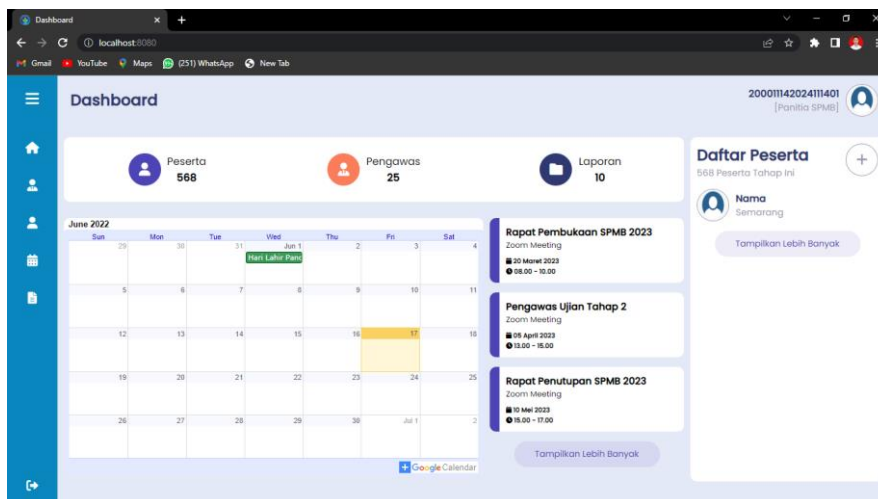 Dashboard
localhost:8080
Gmail YouTube Maps (251) WhatsApp New Tab
Dashboard
200011142024111401
[Panitia SPMB]
Peserta
568
Pengawas
25
Laporan
10
Daftar Peserta
568 Peserta Tahap Ini
Nama
Semarang
Tampilkan Lebih Banyak
June 2022
Sun Mon Tue Wed Thu Fri Sat
29 30 31 Jun 1 2 3 4
Hari Lahir Panc
5 6 7 8 9 10 11
12 13 14 15 16 17 18
19 20 21 22 23 24 25
26 27 28 29 30 Jul 1 2
Google Calendar
Rapat Pembukaan SPMB 2023
Zoom Meeting
20 Maret 2023
08.00 - 10.00
Pengawas Ujian Tahap 2
Zoom Meeting
05 April 2023
13.00 - 15.00
Rapat Penutupan SPMB 2023
Zoom Meeting
10 Mei 2023
15.00 - 17.00
Tampilkan Lebih Banyak